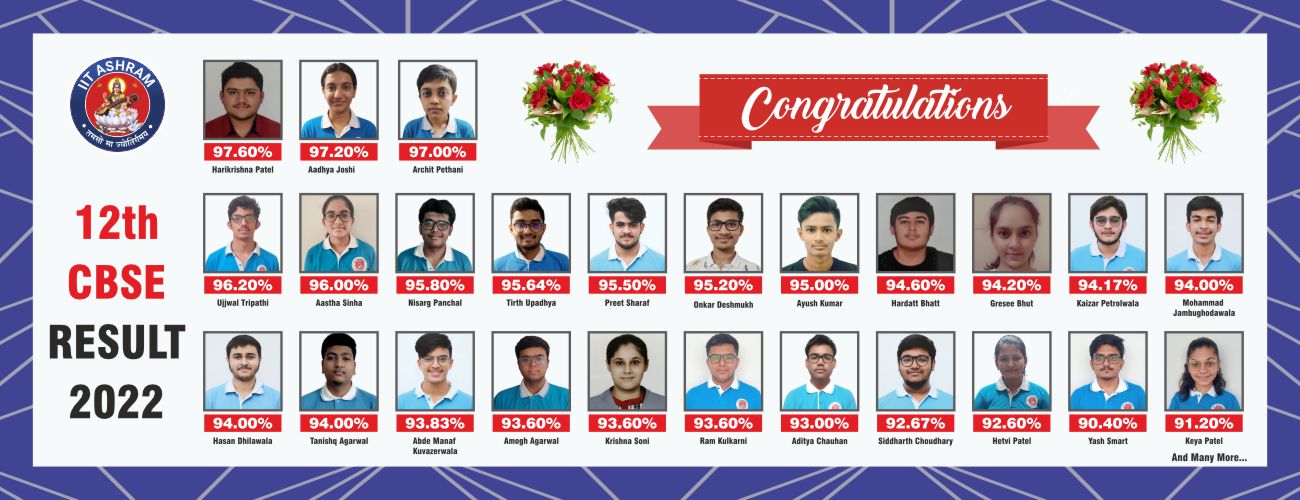 IIT ASHRAM
तमसो मा ज्योतिर्गमय
Congratulations
97.60% 97.20% 97.00%
Harikrishna Patel Aadhya Joshi Archit Pethani
12th
CBSE
RESULT
2022
96.20% 96.00% 95.80% 95.64% 95.50% 95.20% 95.00% 94.60% 94.20% 94.17% 94.00%
Ujjwal Tripathi Aastha Sinha Nisarg Panchal Tirth Upadhya Preet Sharaf Onkar Deshmukh Ayush Kumar Hardatt Bhatt Gresee Bhut Kaizar Petrolwala Mohammad
Jambughodawala
94.00% 94.00% 93.83% 93.60% 93.60% 93.60% 93.00% 92.67% 92.60% 90.40% 91.20%
Hasan Dhilawala Tanishq Agarwal Abde Manaf Amogh Agarwal Krishna Soni Ram Kulkarni Aditya Chauhan Siddharth Choudhary Hetvi Patel Yash Smart Keya Patel
Kuvazerwala
And Many More...